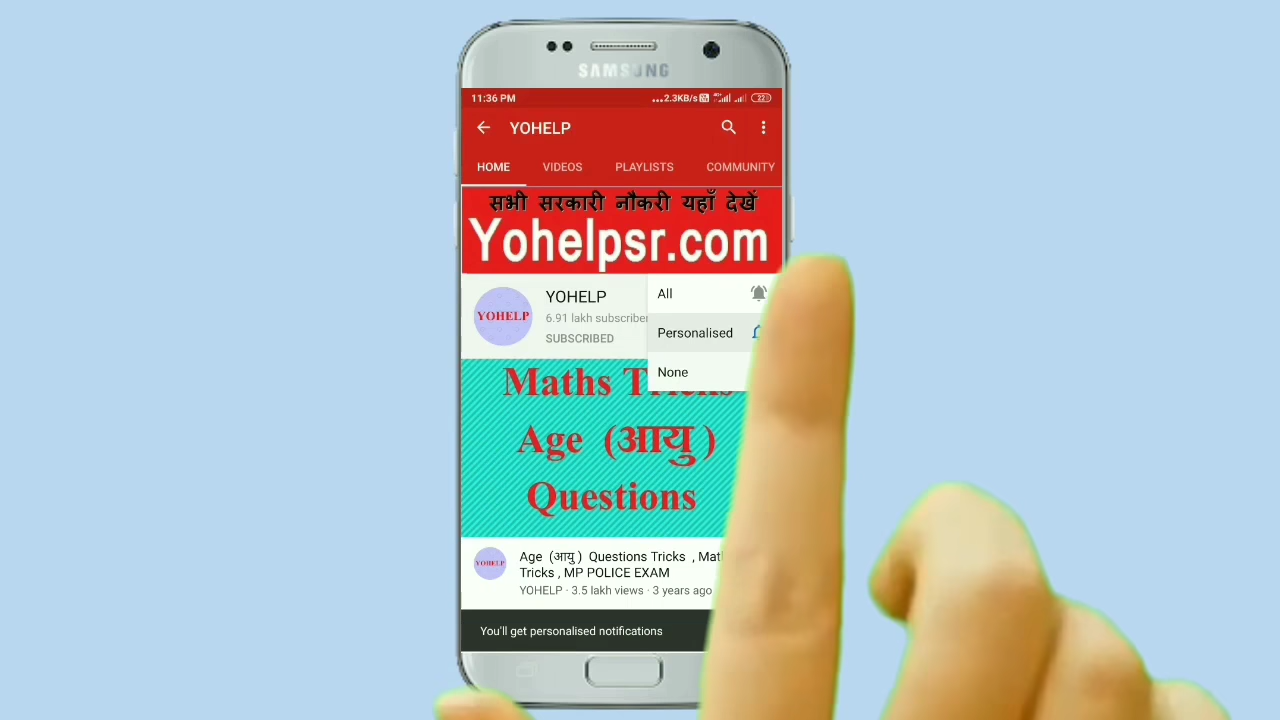 SAMSUNG
11:36 PM
...2.3KB/s
22
YOHELP
HOME VIDEOS PLAYLISTS COMMUNITY
सभी सरकारी नौकरी यहाँ देखें
Yohelpsr.com
YOHELP
YOHELP
6.91 lakh subscriber
SUBSCRIBED
All
Personalised
None
Maths Tricks
Age (आयु )
Questions
YOHELP
Age (आयु ) Questions Tricks , Mat
Tricks , MP POLICE EXAM
YOHELP · 3.5 lakh views · 3 years ago
You'll get personalised notifications